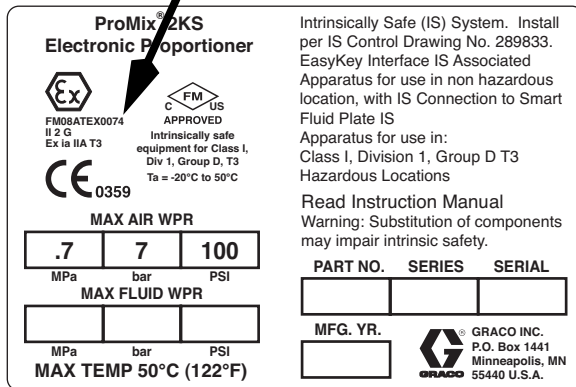 ProMix® 2KS
Electronic Proportioner
FM08ATEX0074
II 2 G
Ex ia IIA T3
CE 0359
C FM US
APPROVED
Intrinsically safe
equipment for Class I,
Div 1, Group D, T3
Ta = -20°C to 50°C
MAX AIR WPR
.7 7 100
MPa bar PSI
MAX FLUID WPR
MPa bar PSI
MAX TEMP 50°C (122°F)
Intrinsically Safe (IS) System. Install
per IS Control Drawing No. 289833.
EasyKey Interface IS Associated
Apparatus for use in non hazardous
location, with IS Connection to Smart
Fluid Plate IS
Apparatus for use in:
Class I, Division 1, Group D T3
Hazardous Locations
Read Instruction Manual
Warning: Substitution of components
may impair intrinsic safety.
PART NO. SERIES SERIAL
MFG. YR.
GRACO
®
GRACO INC.
P.O. Box 1441
Minneapolis, MN
55440 U.S.A.